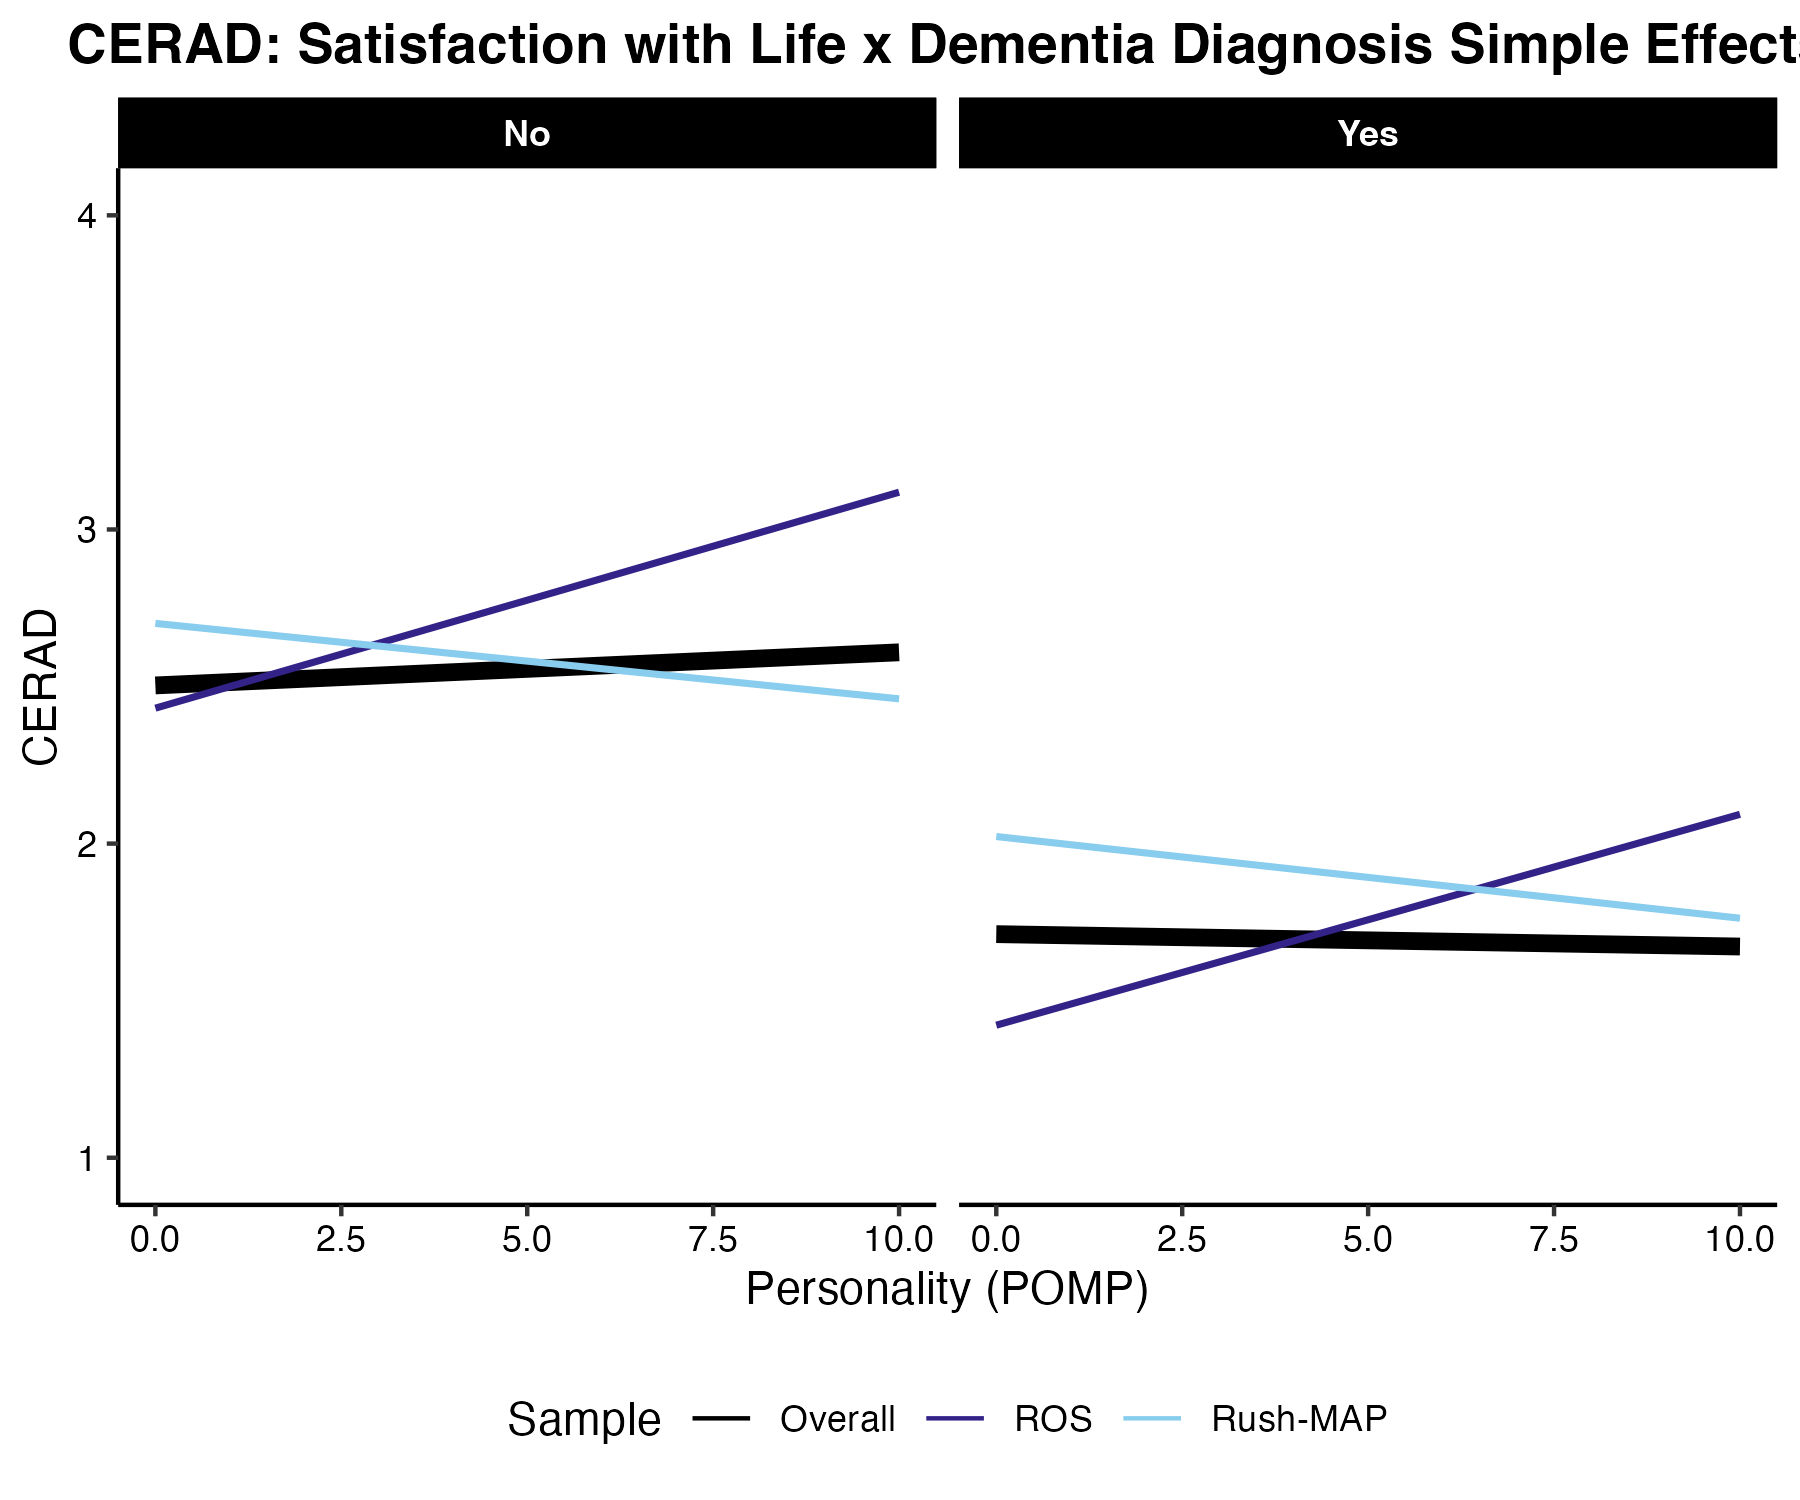 CERAD: Satisfaction with Life x Dementia Diagnosis Simple Effects
No
Yes
4
3
2
1
CERAD
0.0 2.5 5.0 7.5 10.0 0.0 2.5 5.0 7.5 10.0
Personality (POMP)
Sample Overall ROS Rush-MAP